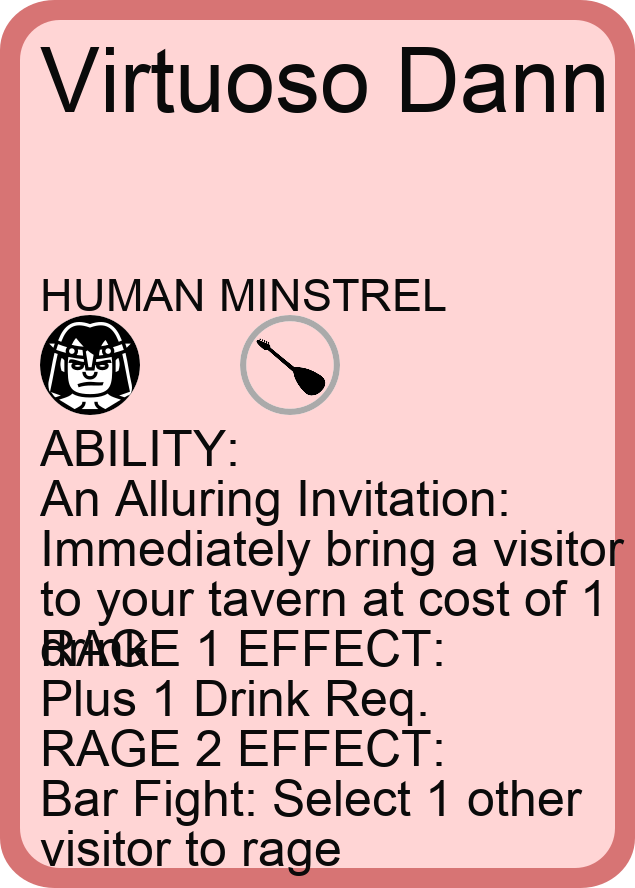 Virtuoso Dann
HUMAN MINSTREL
ABILITY:
An Alluring Invitation:
Immediately bring a visitor
to your tavern at cost of 1
drink
RAGE 1 EFFECT:
Plus 1 Drink Req.
RAGE 2 EFFECT:
Bar Fight: Select 1 other
visitor to rage